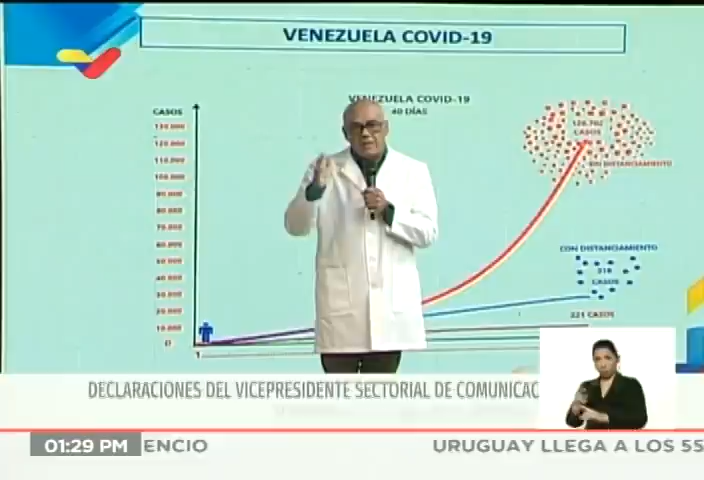 VENEZUELA COVID-19
VENEZUELA COVID-19
40 DÍAS
CASOS
130.000
120.000
110.000
100.000
90.000
80.000
70.000
60.000
50.000
40.000
30.000
20.000
10.000
0
1
CASOS
SIN DISTANCIAMIENTO
CON DISTANCIAMIENTO
318
CASOS
221 CASOS
DECLARACIONES DEL VICEPRESIDENTE SECTORIAL DE COMUNICAC
01:29 PM ENCIO URUGUAY LLEGA A LOS 55